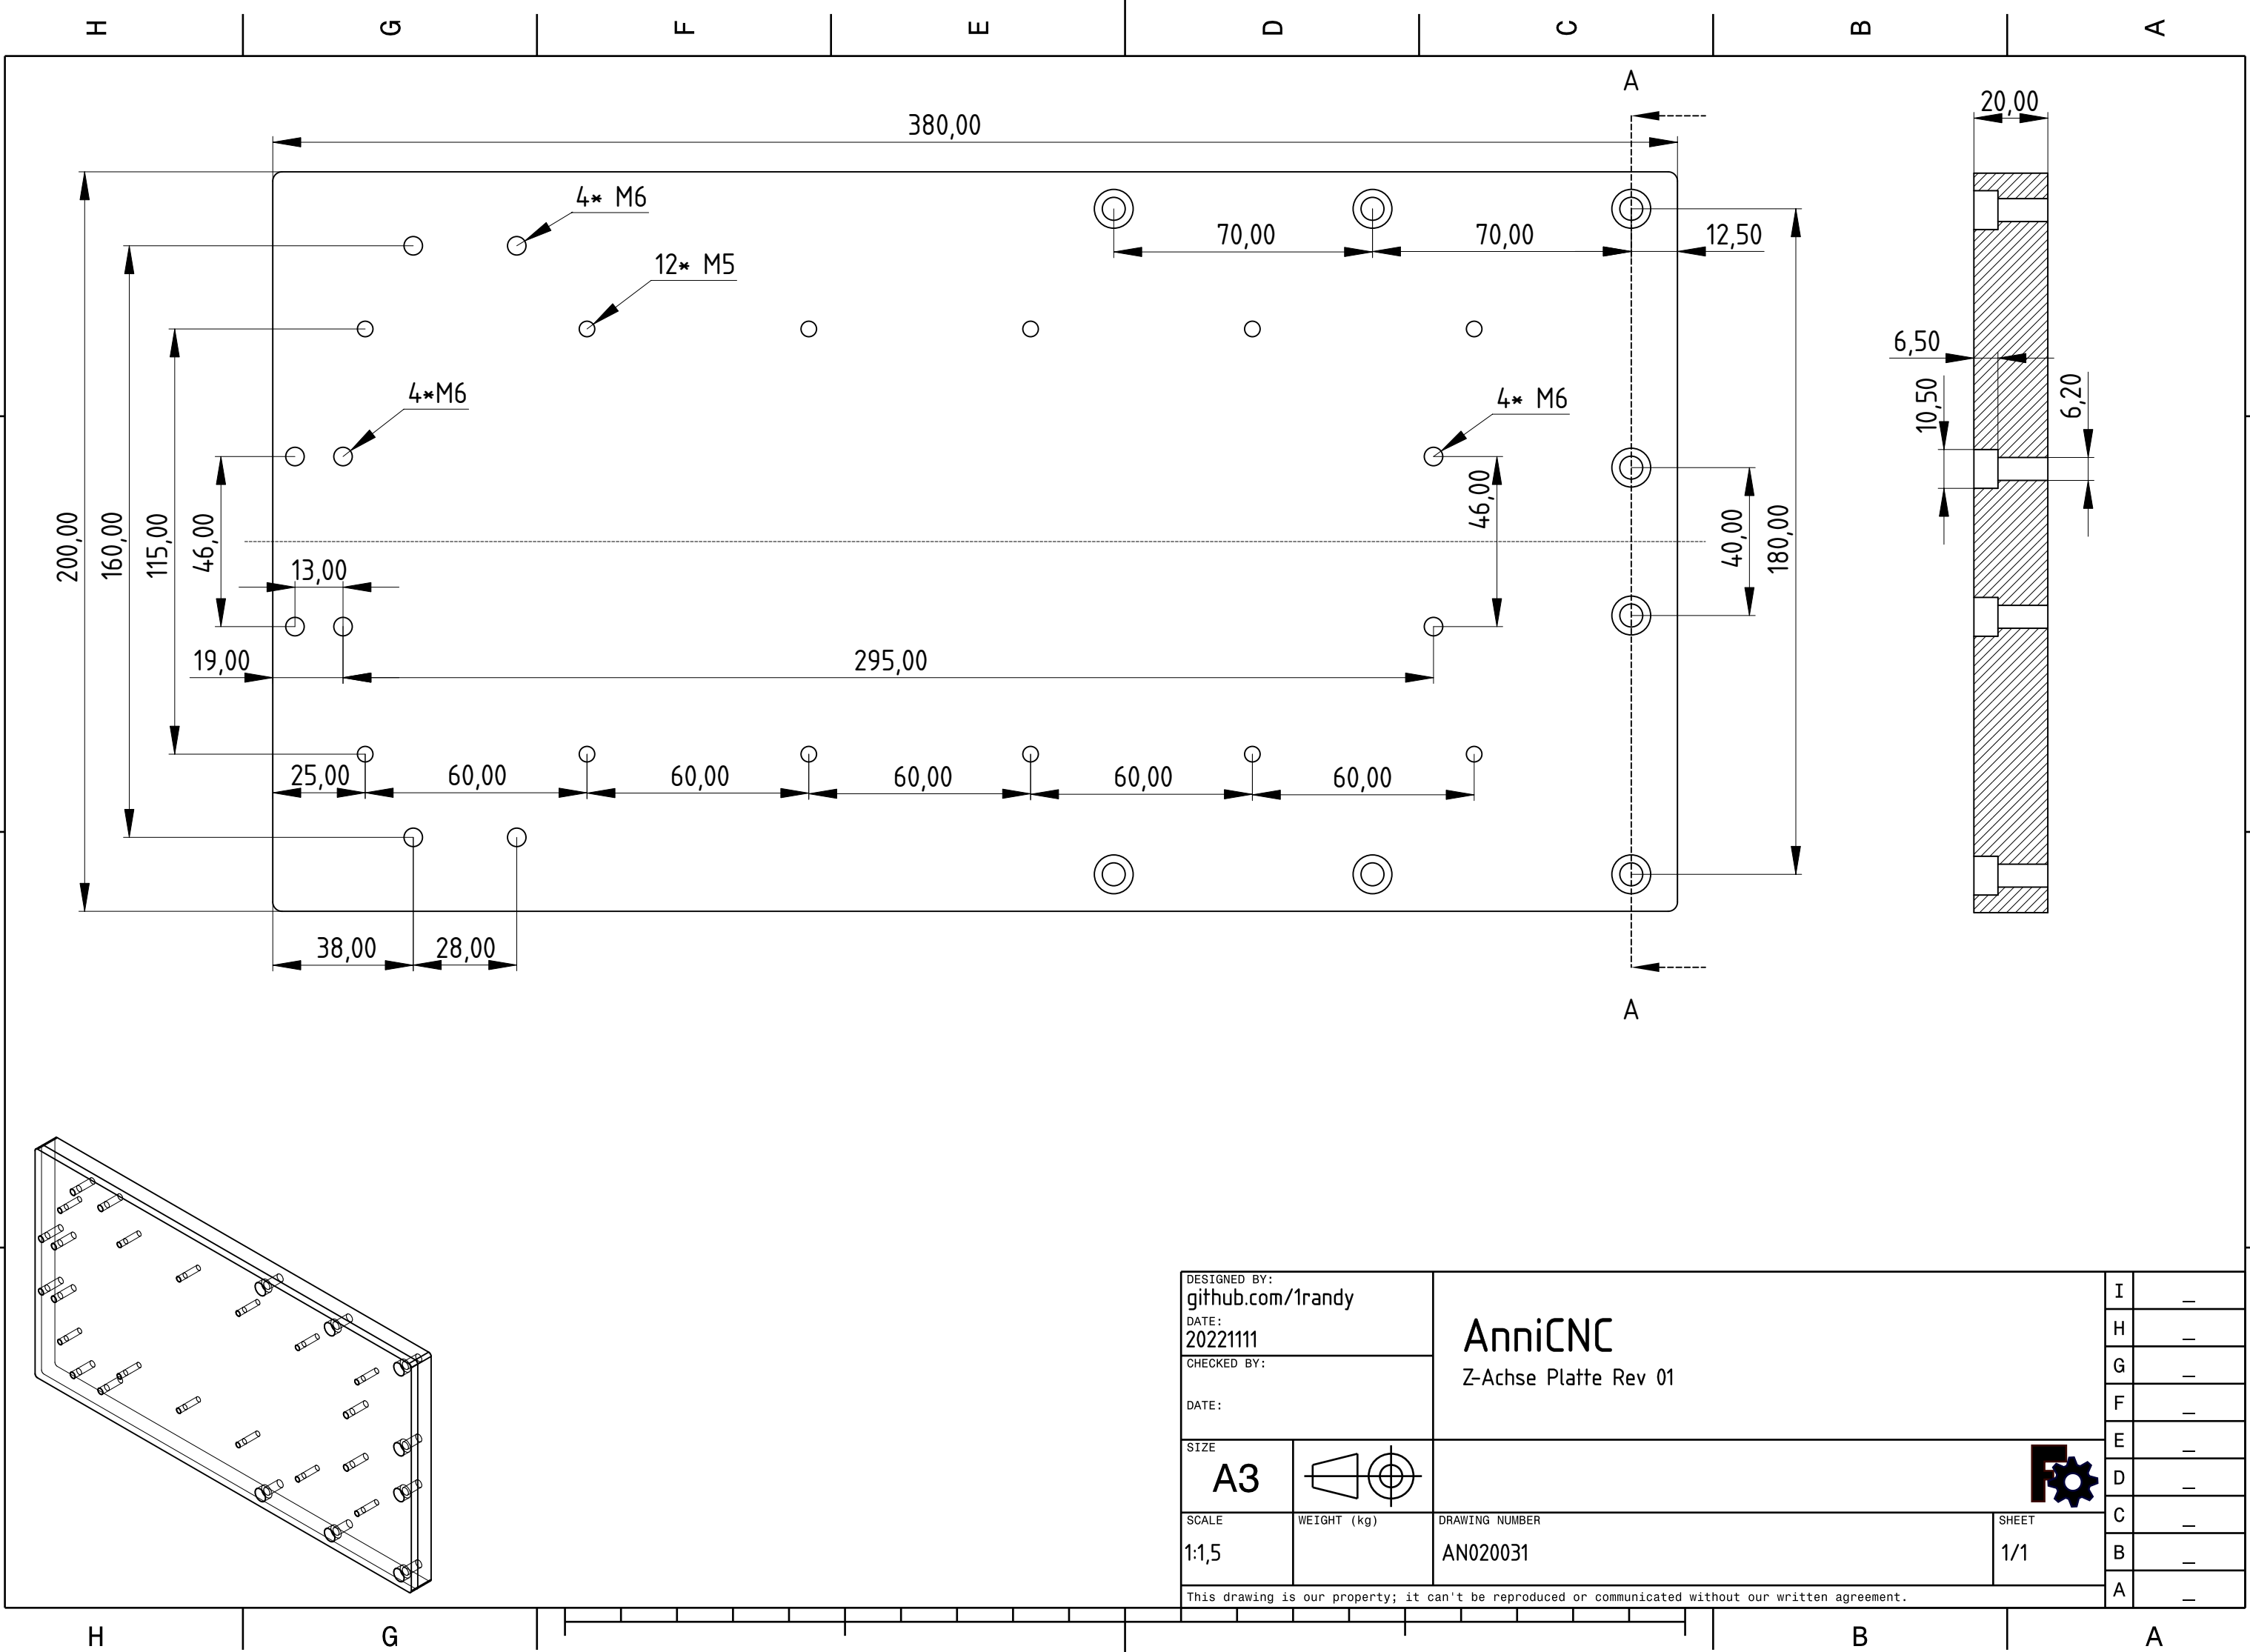 H G F E D C B A
A
380,00
20,00
4* M6
70,00 70,00 12,50
12* M5
6,50
4*M6
4* M6
10,50
6,20
200,00
160,00
115,00
46,00
46,00
40,00
180,00
13,00
19,00
295,00
25,00 60,00 60,00 60,00 60,00 60,00
38,00 28,00
A
DESIGNED BY:
github.com/1randy
DATE:
20221111
CHECKED BY:
DATE:
AnniCNC
Z-Achse Platte Rev 01
SIZE
A3
SCALE
1:1,5
WEIGHT (kg)
DRAWING NUMBER
AN020031
SHEET
1/1
This drawing is our property; it can't be reproduced or communicated without our written agreement.
I _
H _
G _
F _
E _
D _
C _
B _
A _
H G B A